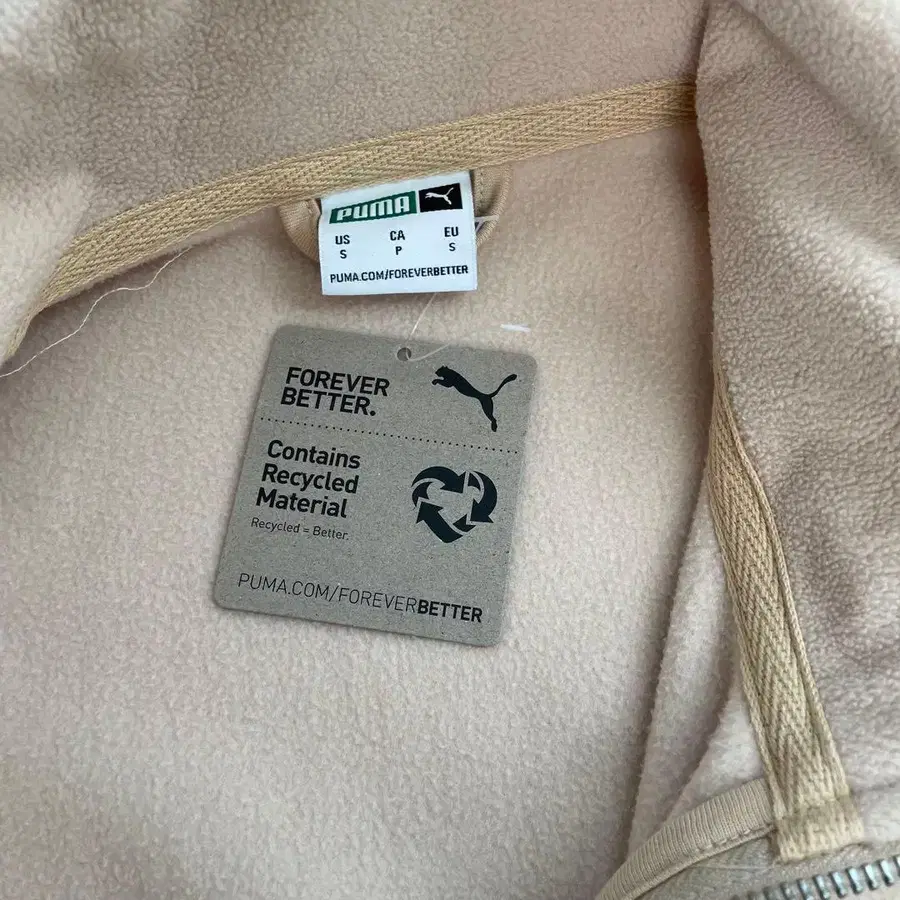 PUMA
US CA EU
S P S
PUMA.COM/FOREVERBETTER
FOREVER
BETTER.
Contains
Recycled
Material
Recycled = Better.
PUMA.COM/FOREVERBETTER